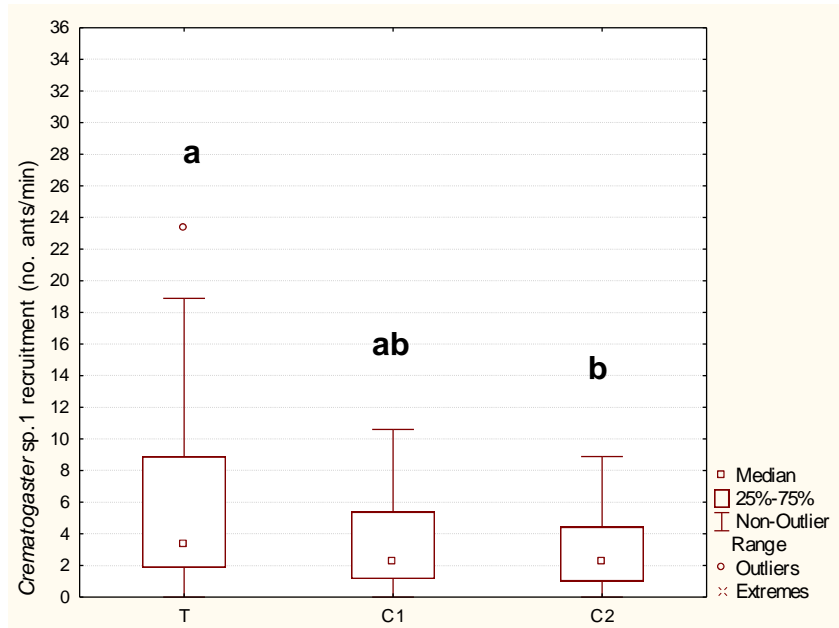 Crematogaster sp.1 recruitment (no. ants/min)
36
34
32
30
28
26
24
22
20
18
16
14
12
10
8
6
4
2
0
a
ab
b
T C1 C2
Median
25%-75%
Non-Outlier
Range
Outliers
Extremes